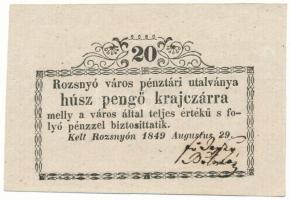 20
Rozsnyó város pénztári utalványa
húsz pengő krajczárra
melly a város által teljes értékü s fo-
lyó pénzzel biztosittatik.
Kelt Rozsnyón 1849 Augustus 29.